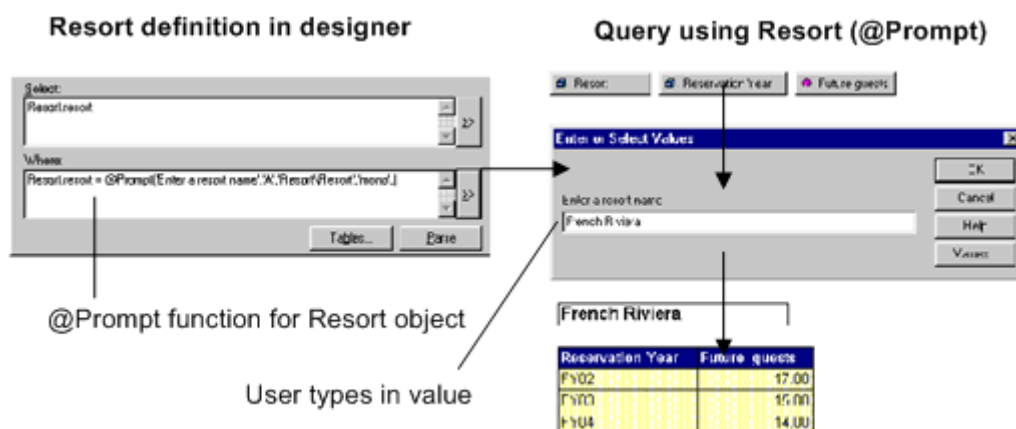 Resort definition in designer
Query using Resort (@Prompt)
Select:
Resort.resort
>>
Where:
Resort.resort = @Prompt('Enter a resort name','A','Resort\Resort','mono',)
>>
Tables...
Parse
@Prompt function for Resort object
User types in value
Resort
Reservation Year
Future guests
Enter or Select Values
Enter a resort name
French Riviera
OK
Cancel
Help
Values
French Riviera
Reservation Year Future guests
FY02 17.00
FY03 15.00
FY04 14.00